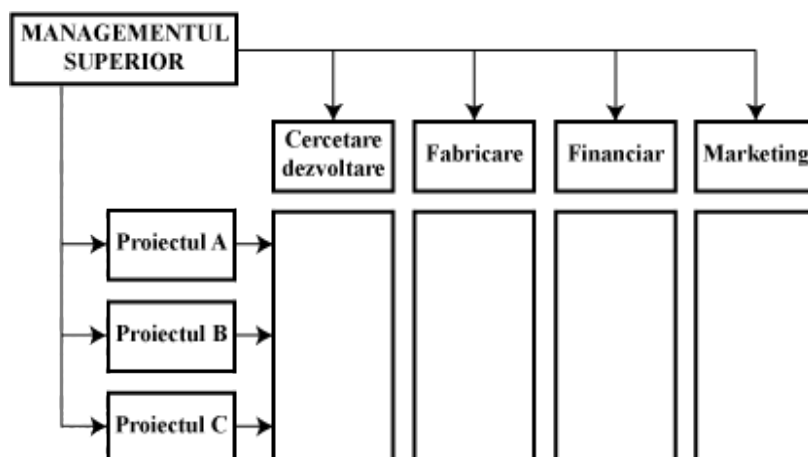 MANAGEMENTUL
SUPERIOR
Cercetare
dezvoltare
Fabricare
Financiar
Marketing
Proiectul A
Proiectul B
Proiectul C